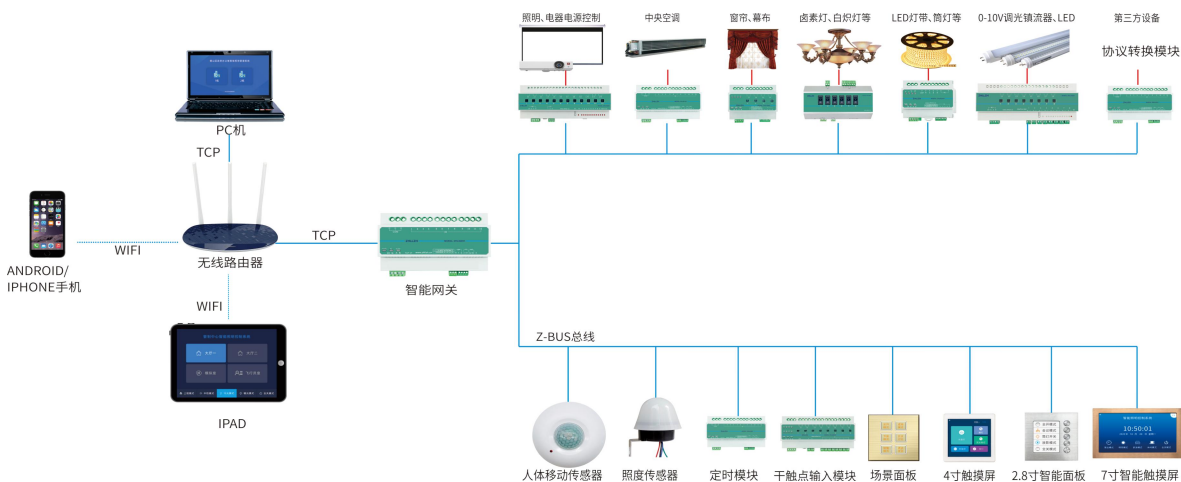 照明、电器电源控制
中央空调
窗帘、幕布
卤素灯、白炽灯等
LED灯带、筒灯等
0-10V调光镇流器、LED
第三方设备
协议转换模块
PC机
TCP
WIFI
TCP
ANDROID/
IPHONE手机
无线路由器
智能网关
WIFI
Z-BUS总线
IPAD
10:50:01
人体移动传感器
照度传感器
定时模块
干触点输入模块
场景面板
4寸触摸屏
2.8寸智能面板
7寸智能触摸屏